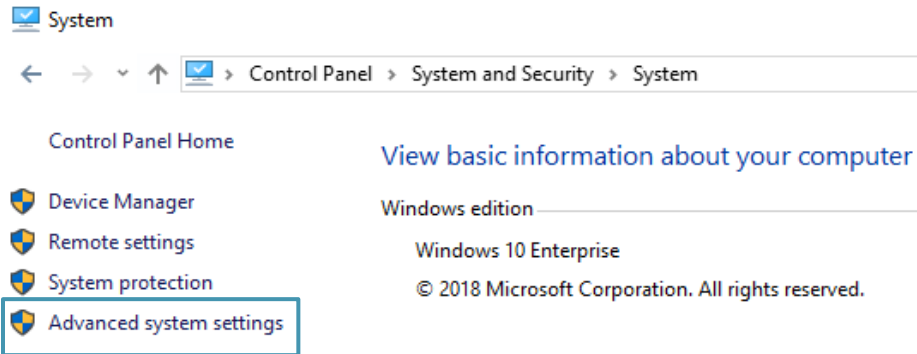 System
Control Panel > System and Security > System
Control Panel Home
View basic information about your computer
Device Manager
Windows edition
Remote settings
Windows 10 Enterprise
System protection
© 2018 Microsoft Corporation. All rights reserved.
Advanced system settings